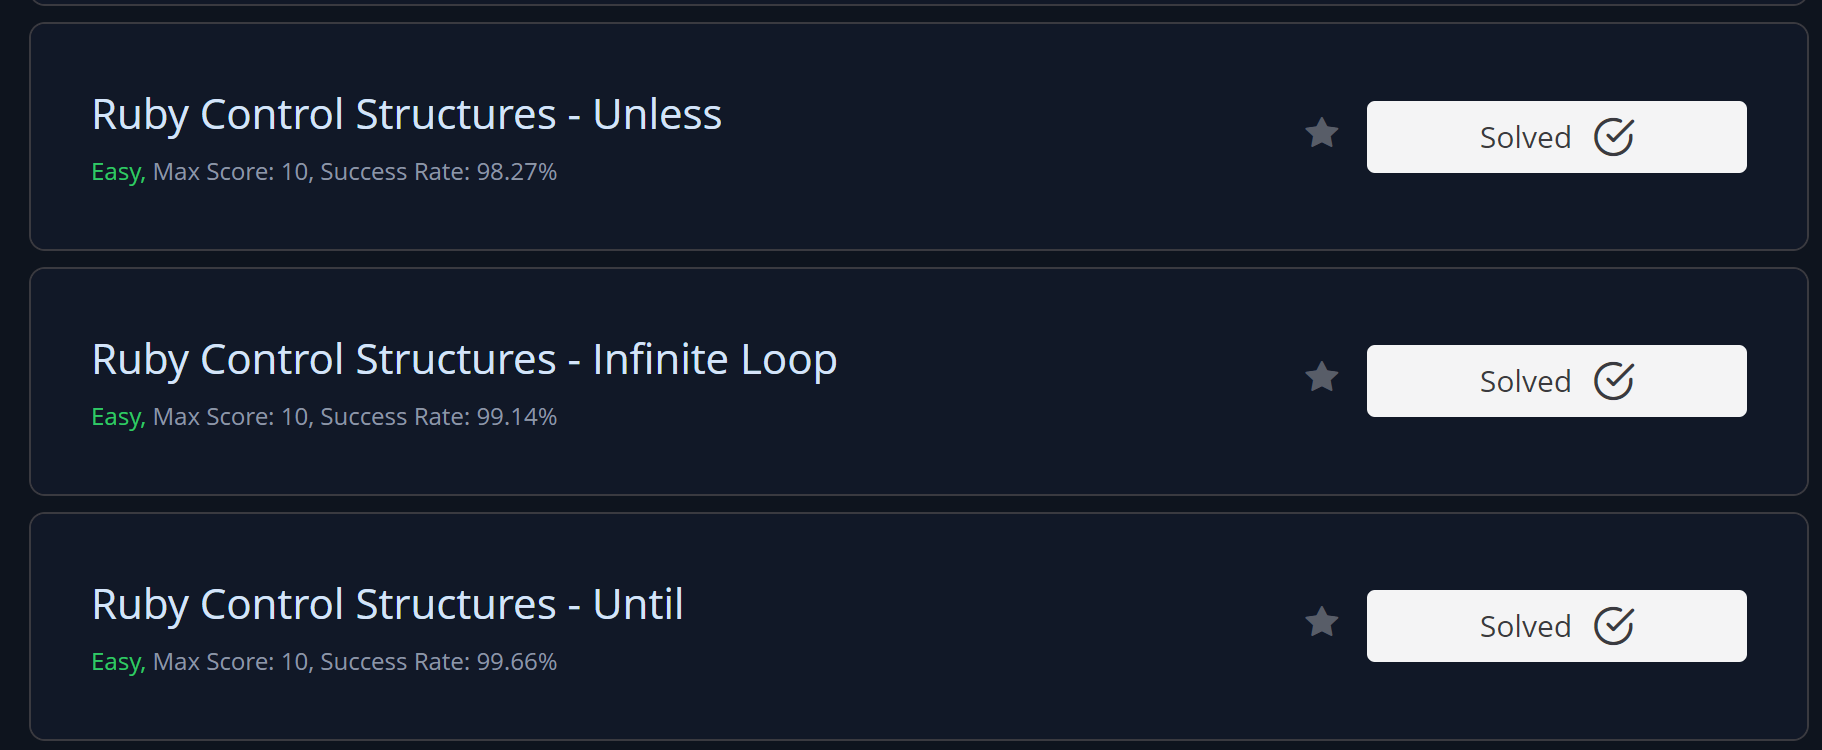 Ruby Control Structures - Unless
Easy, Max Score: 10, Success Rate: 98.27%
Solved
Ruby Control Structures - Infinite Loop
Easy, Max Score: 10, Success Rate: 99.14%
Solved
Ruby Control Structures - Until
Easy, Max Score: 10, Success Rate: 99.66%
Solved